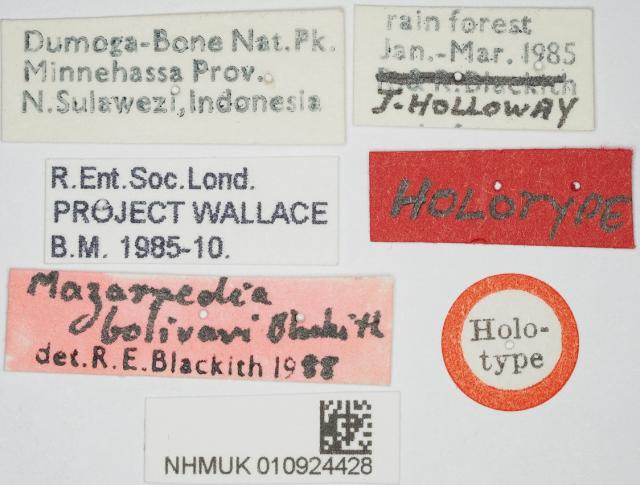 Dumoga-Bone Nat.Pk.
Minnehassa Prov.
N.Sulawezi, Indonesia
rain forest
Jan.-Mar. 1985
R.Blackith
J. HOLLOWAY
R.Ent.Soc.Lond.
PROJECT WALLACE
B.M. 1985-10.
HOLOTYPE
Mazarredia
bolivari Blackith
det.R.E.Blackith 1988
Holo-
type
NHMUK 010924428